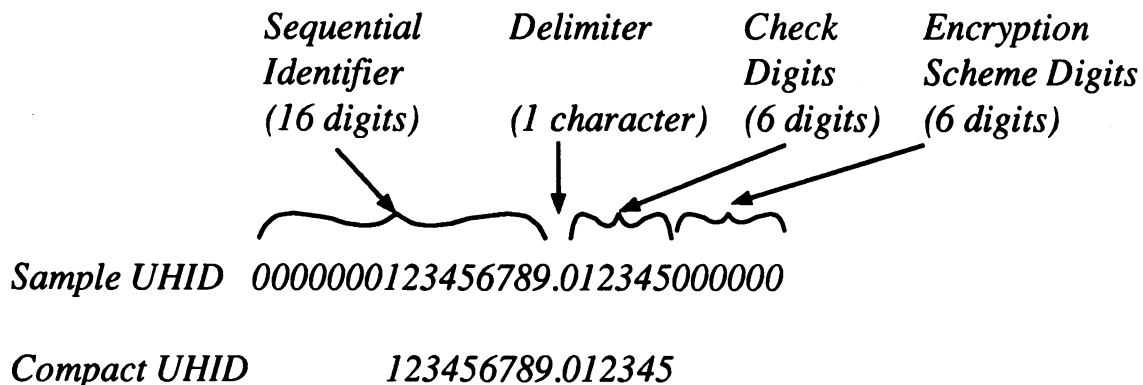 Sequential Delimiter Check Encryption
Identifier Digits Scheme Digits
(16 digits) (1 character) (6 digits) (6 digits)
Sample UHID 0000000123456789.012345000000
Compact UHID 123456789.012345